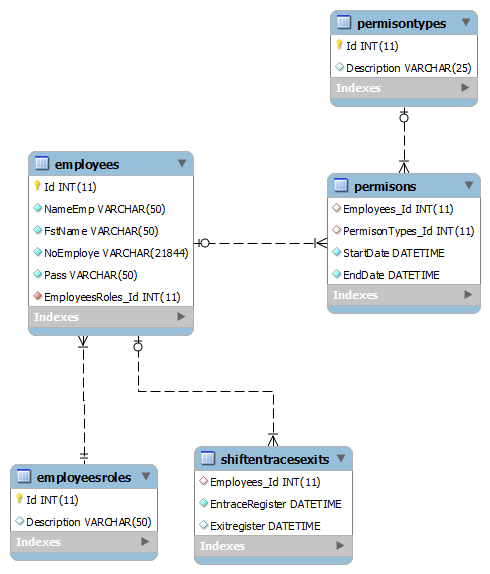 permisontypes
Id INT(11)
Description VARCHAR(25)
Indexes
employees
Id INT(11)
NameEmp VARCHAR(50)
FstName VARCHAR(50)
NoEmploye VARCHAR(21844)
Pass VARCHAR(50)
EmployeesRoles_Id INT(11)
Indexes
permisons
Employees_Id INT(11)
PermisonTypes_Id INT(11)
StartDate DATETIME
EndDate DATETIME
Indexes
employeesroles
Id INT(11)
Description VARCHAR(50)
Indexes
shiftentracesexits
Employees_Id INT(11)
EntraceRegister DATETIME
Exitregister DATETIME
Indexes